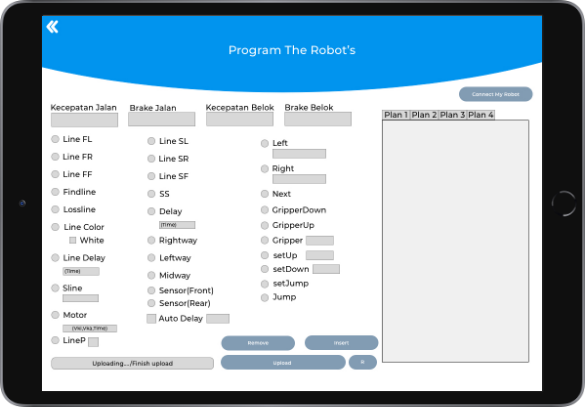 Program The Robot's
Connect My Robot
Kecepatan Jalan
Brake Jalan
Kecepatan Belok
Brake Belok
Plan 1
Plan 2
Plan 3
Plan 4
Line FL
Line FR
Line FF
Findline
Lossline
Line Color
White
Line Delay
(Time)
Sline
Motor
(Vki,Vka,Time)
LineP
Line SL
Line SR
Line SF
SS
Delay
(Time)
Rightway
Leftway
Midway
Sensor(Front)
Sensor(Rear)
Auto Delay
Left
Right
Next
GripperDown
GripperUp
Gripper
setUp
setDown
setJump
Jump
Remove
Insert
Uploading..../Finish upload
Upload